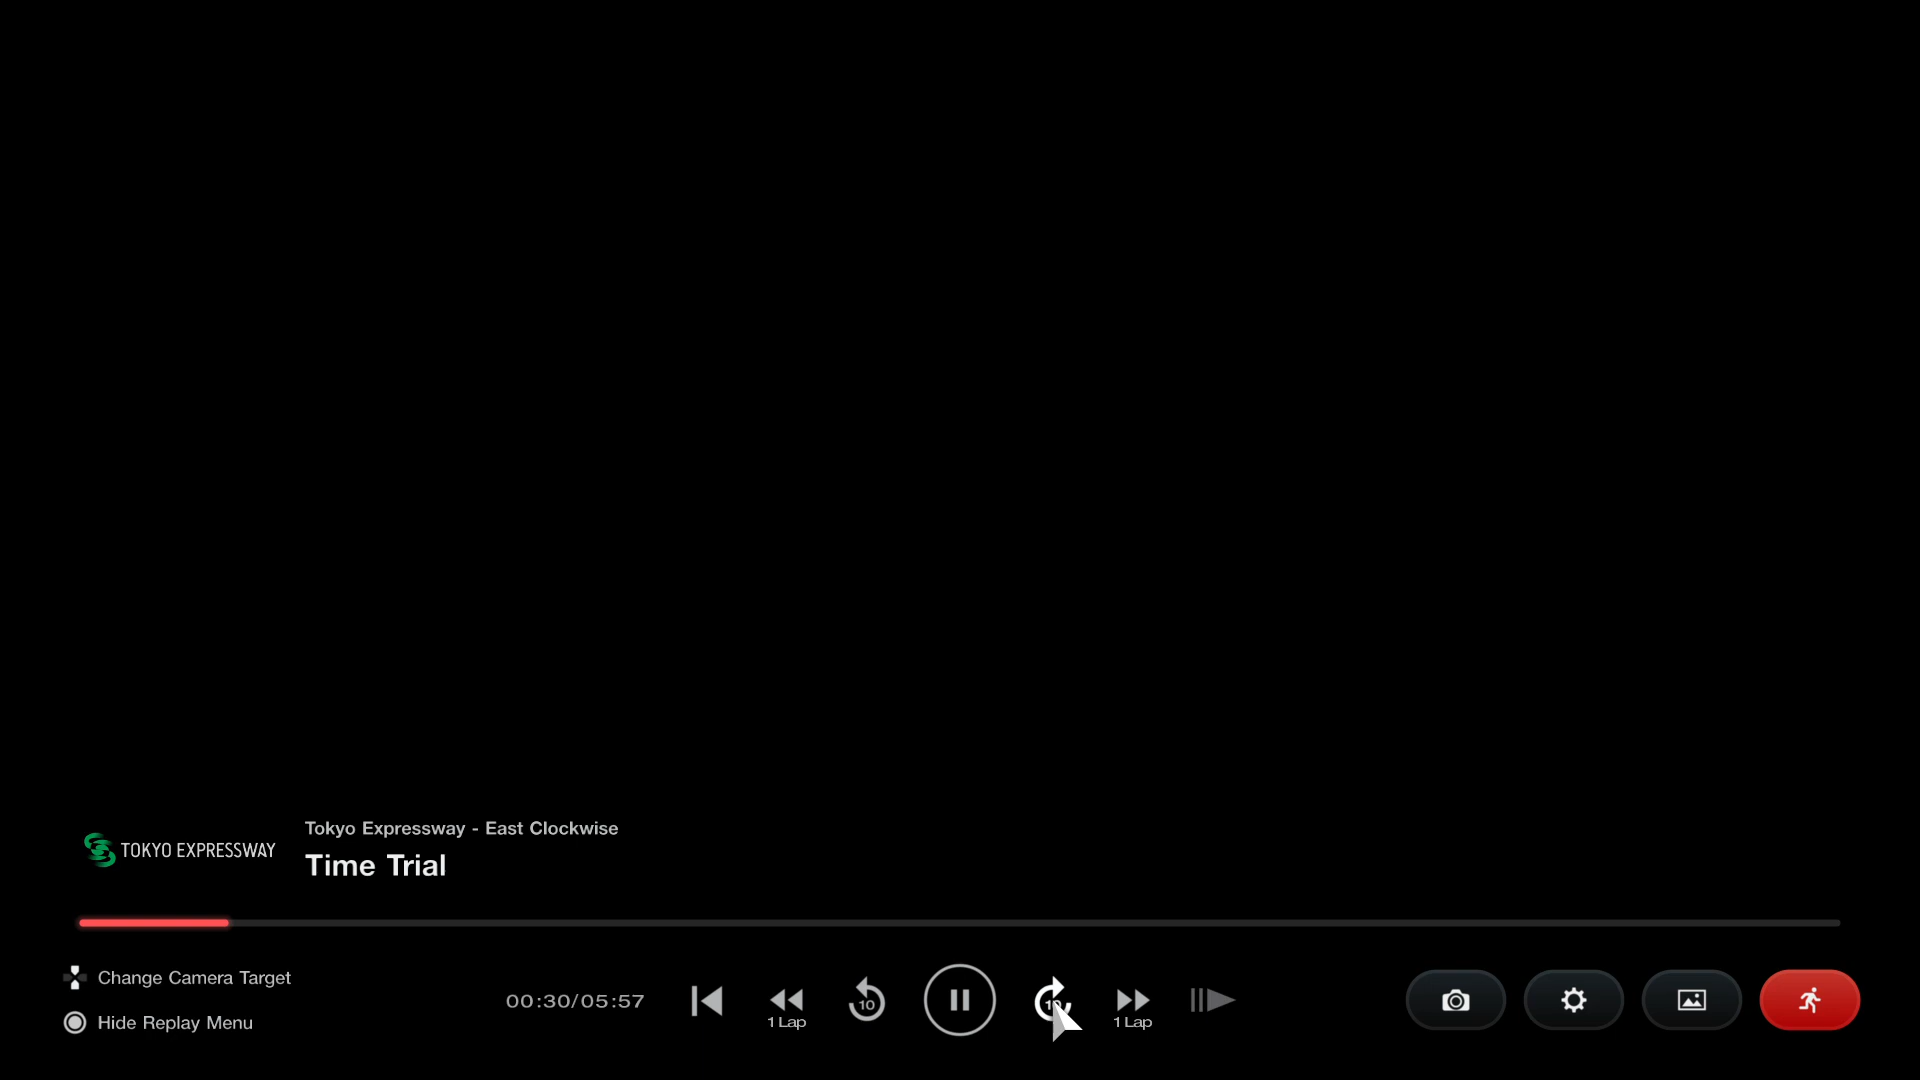 Tokyo Expressway - East Clockwise
TOKYO EXPRESSWAY
Time Trial
Change Camera Target
Hide Replay Menu
00:30/05:57
1 Lap
10
10
1 Lap